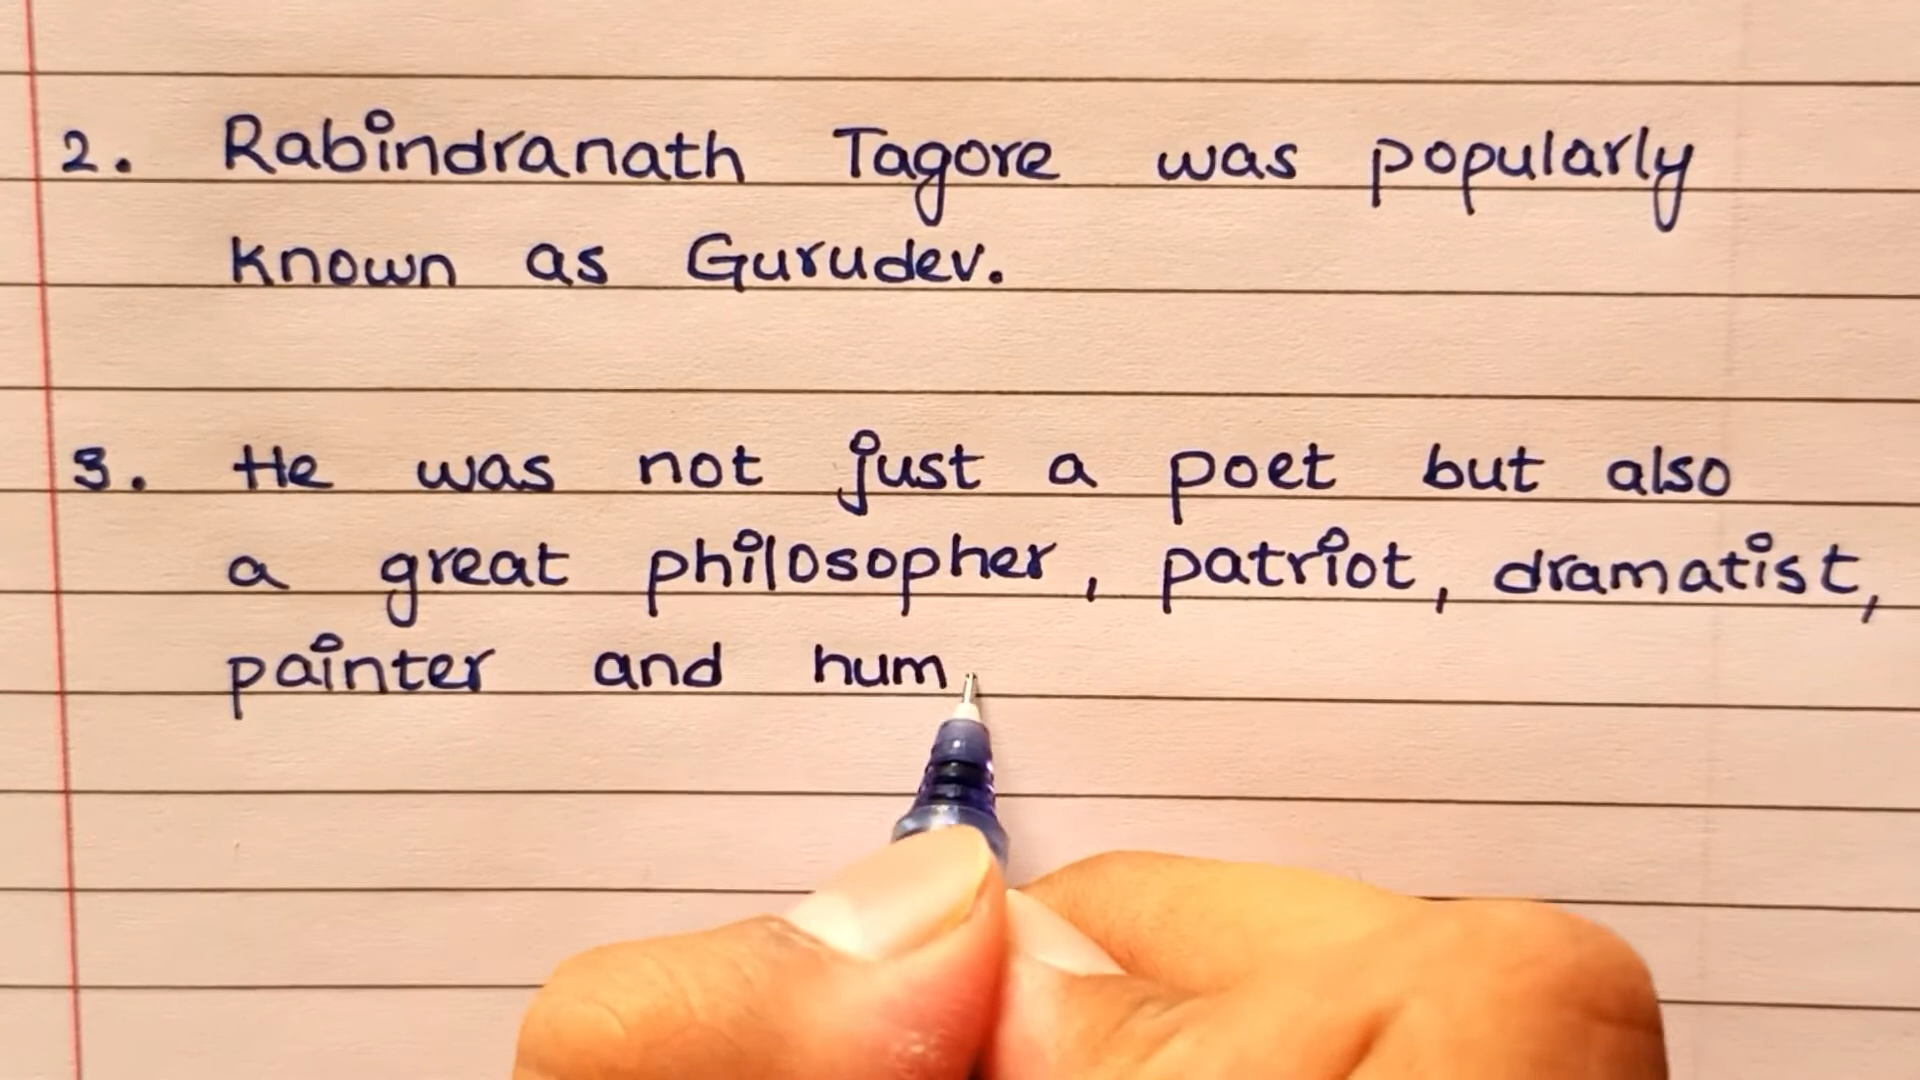 2. Rabindranath Tagore was popularly
known as Gurudev.
3. He was not just a poet but also
a great philosopher, patriot, dramatist,
painter and hum